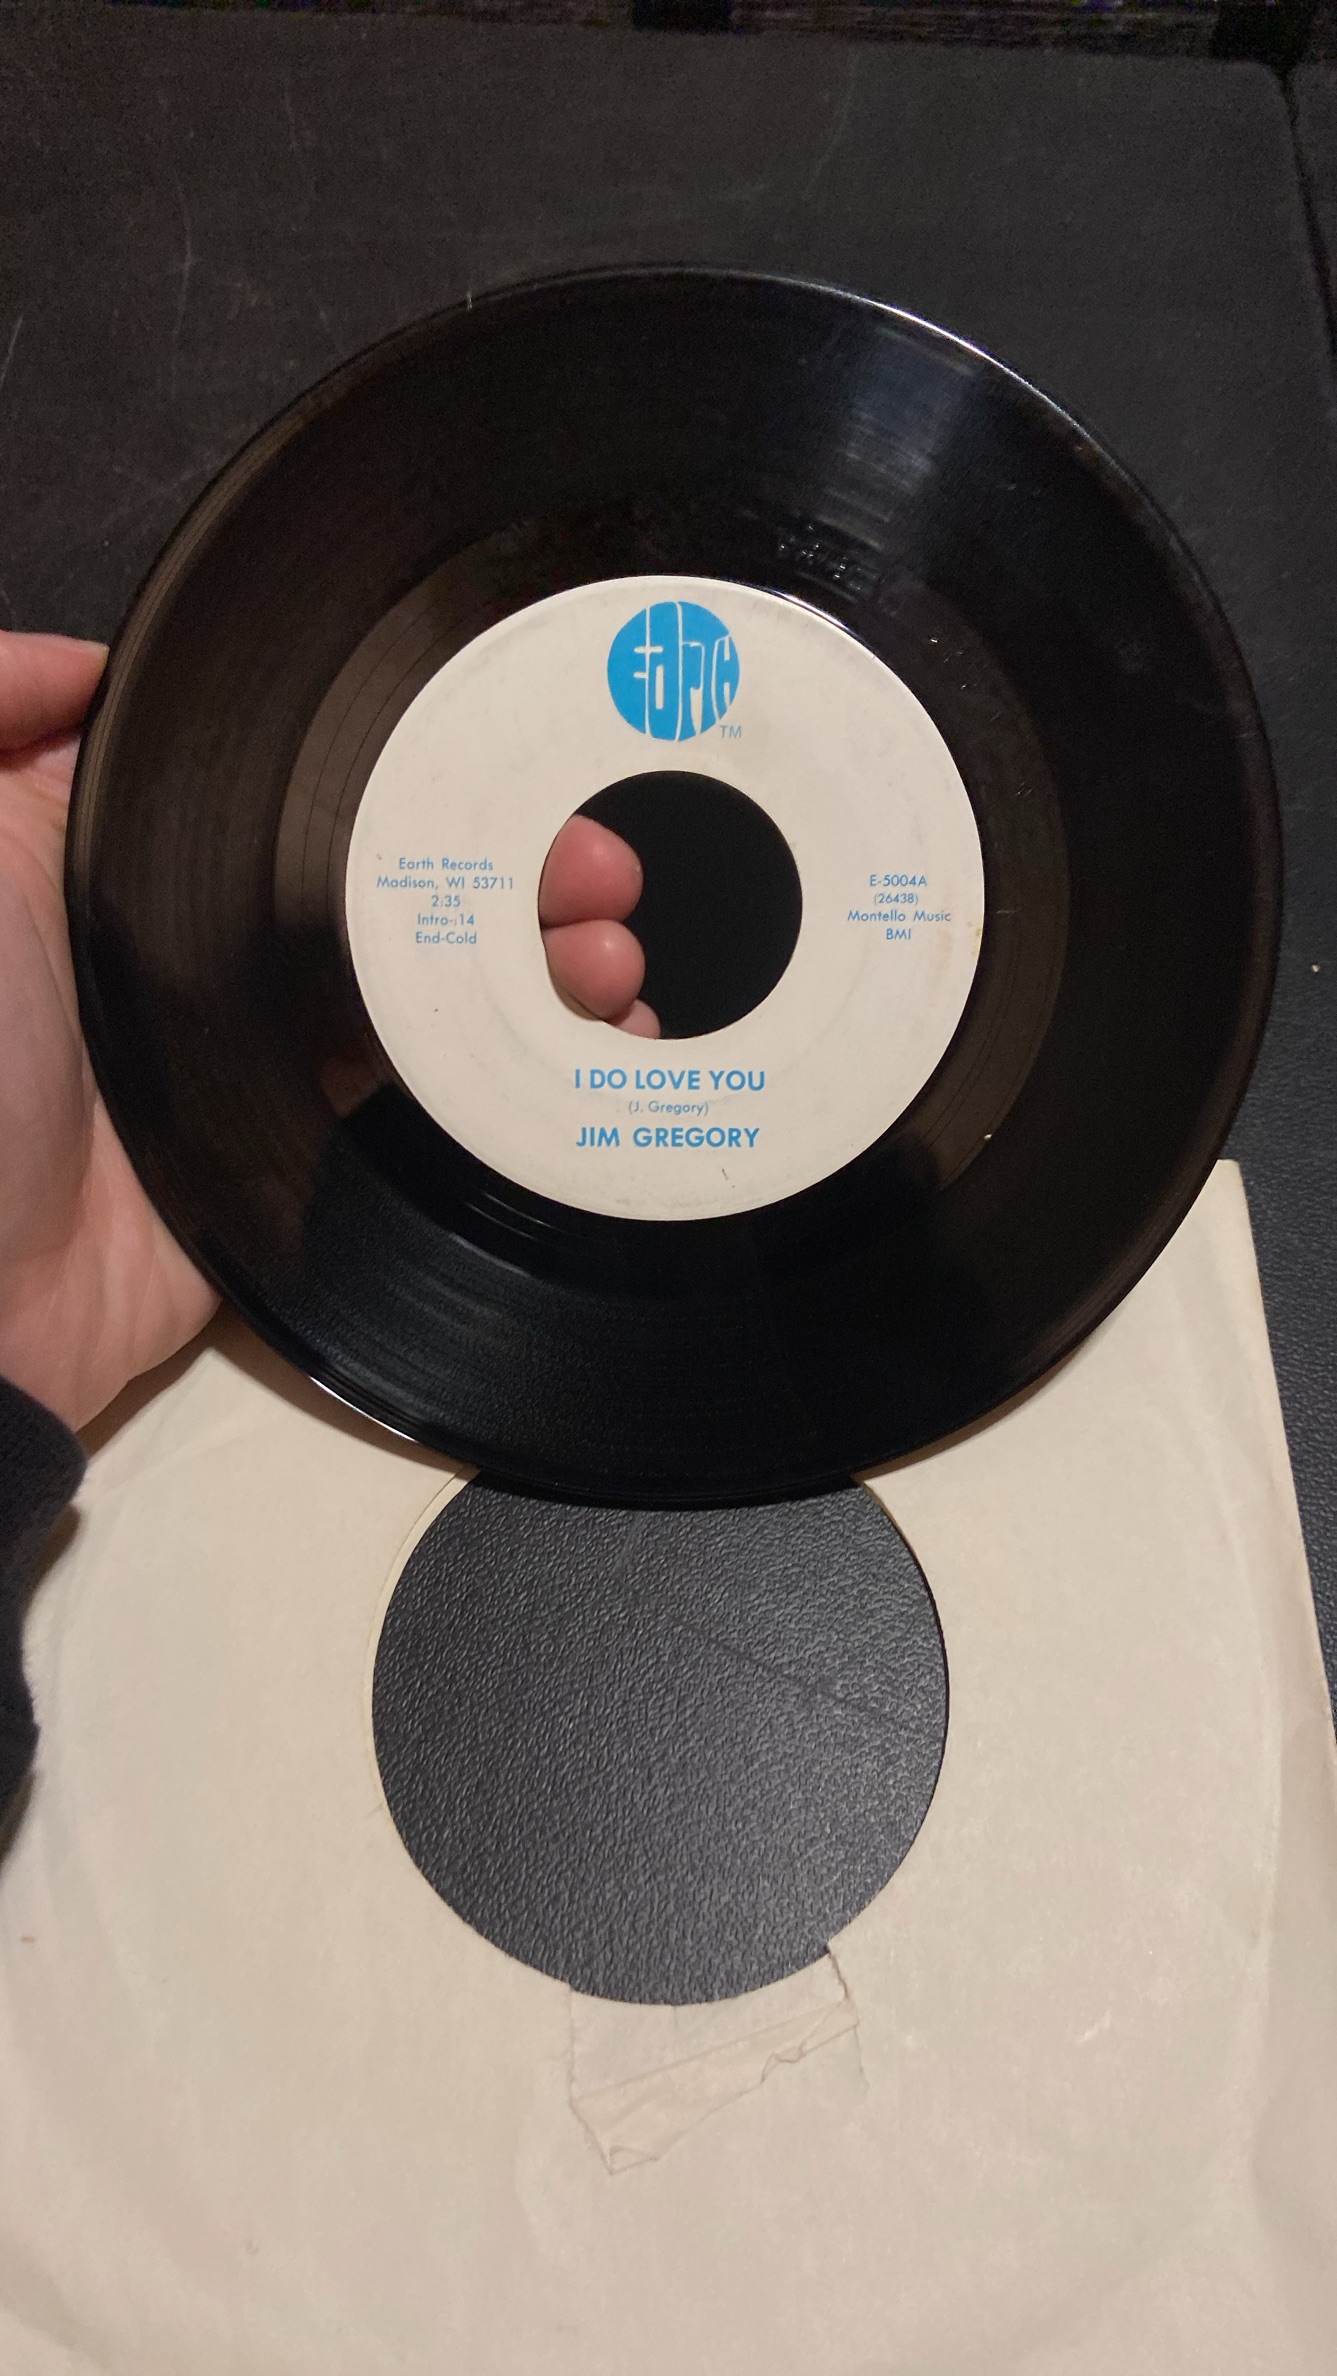 EARTH
TM
Earth Records
Madison, WI 53711
2:35
Intro-:14
End-Cold
E-5004A
(26438)
Montello Music
BMI
I DO LOVE YOU
(J. Gregory)
JIM GREGORY